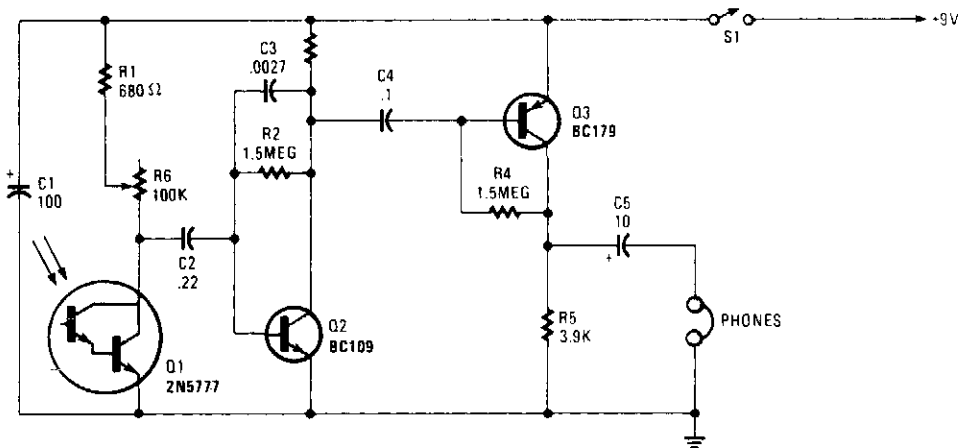 +9V
S1
C3
.0027
R1
680Ω
C4
.1
Q3
BC179
R2
1.5MEG
R4
1.5MEG
R6
100K
+
C1
100
C5
10
+
C2
.22
R5
3.9K
PHONES
Q2
BC109
Q1
2N5777